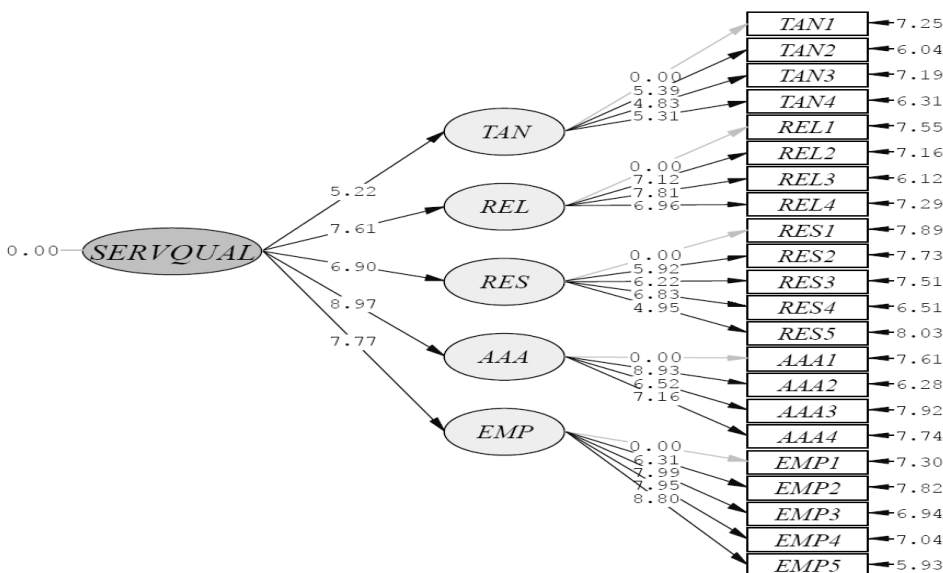 TAN1 7.25
TAN2 6.04
TAN3 7.19
TAN4 6.31
REL1 7.55
REL2 7.16
REL3 6.12
REL4 7.29
RES1 7.89
RES2 7.73
RES3 7.51
RES4 6.51
RES5 8.03
AAA1 7.61
AAA2 6.28
AAA3 7.92
AAA4 7.74
EMP1 7.30
EMP2 7.82
EMP3 6.94
EMP4 7.04
EMP5 5.93
0.00
5.39
4.83
5.31
0.00
7.12
7.81
6.96
0.00
5.92
6.22
6.83
4.95
0.00
8.93
6.52
7.16
0.00
6.31
7.99
7.95
8.80
TAN
REL
RES
AAA
EMP
5.22
7.61
6.90
8.97
7.77
0.00 SERVQUAL